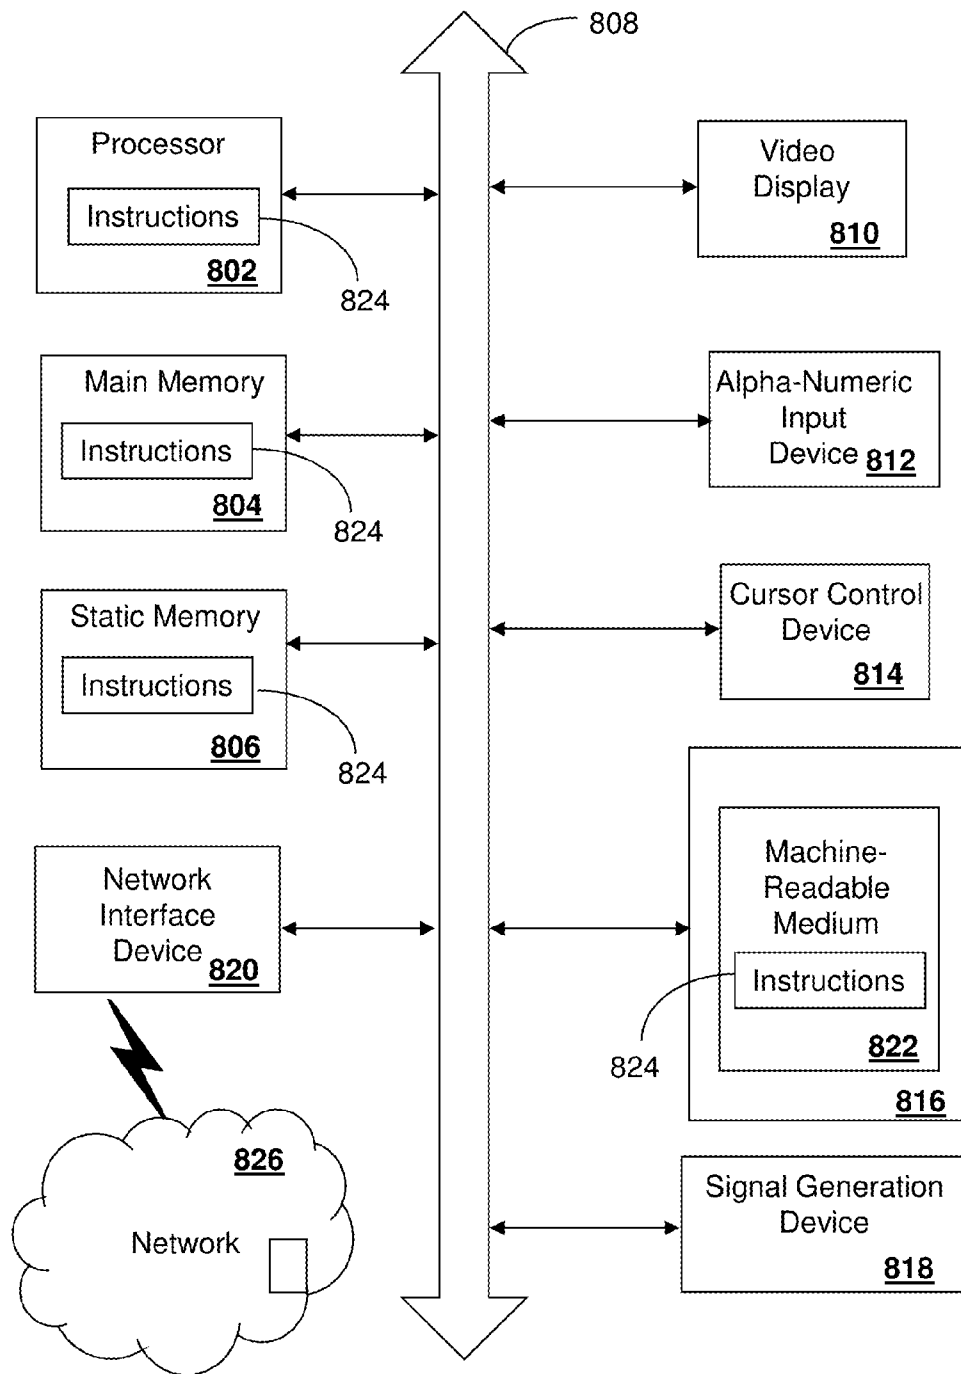 808
Processor
Instructions
802
824
Main Memory
Instructions
804
824
Static Memory
Instructions
806
824
Network
Interface
Device
820
826
Network
Video
Display
810
Alpha-Numeric
Input
Device
812
Cursor Control
Device
814
Machine-
Readable
Medium
Instructions
822
824
816
Signal Generation
Device
818